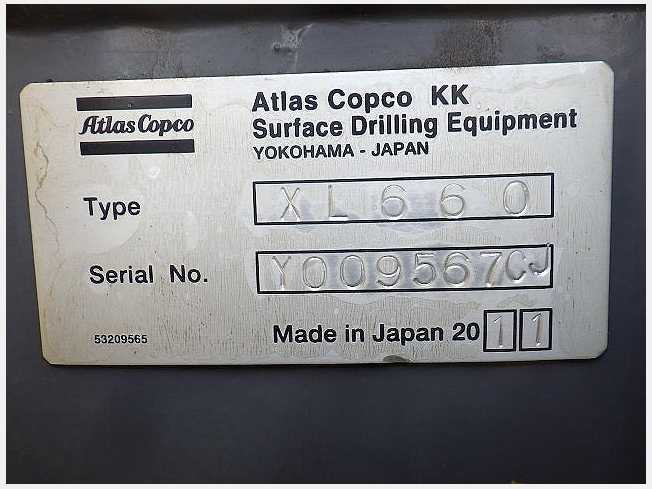 Atlas Copco
Atlas Copco KK
Surface Drilling Equipment
YOKOHAMA - JAPAN
Type XL660
Serial No. Y009567CJ
53209565
Made in Japan 2011